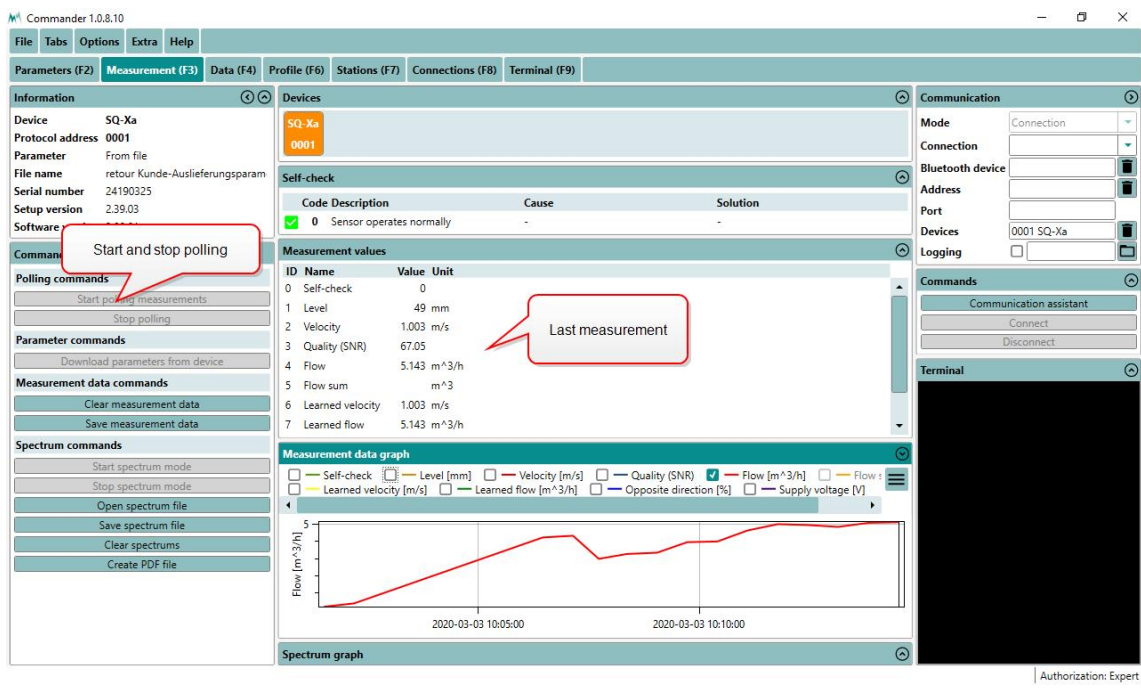 Commander 1.0.8.10
File Tabs Options Extra Help
Parameters (F2) Measurement (F3) Data (F4) Profile (F6) Stations (F7) Connections (F8) Terminal (F9)
Information
Device SQ-Xa
Protocol address 0001
Parameter From file
File name retour Kunde-Auslieferungsparam
Serial number 24190325
Setup version 2.39.03
Software
Start and stop polling
Polling commands
Start polling measurements
Stop polling
Parameter commands
Download parameters from device
Measurement data commands
Clear measurement data
Save measurement data
Spectrum commands
Start spectrum mode
Stop spectrum mode
Open spectrum file
Save spectrum file
Clear spectrums
Create PDF file
Devices
SQ-Xa
0001
Self-check
Code Description Cause Solution
0 Sensor operates normally - -
Measurement values
ID Name Value Unit
0 Self-check 0
1 Level 49 mm
2 Velocity 1.003 m/s
3 Quality (SNR) 67.05
4 Flow 5.143 m^3/h
5 Flow sum m^3
6 Learned velocity 1.003 m/s
7 Learned flow 5.143 m^3/h
Last measurement
Measurement data graph
Self-check Level [mm] Velocity [m/s] Quality (SNR) Flow [m^3/h] Flow
Learned velocity [m/s] Learned flow [m^3/h] Opposite direction [%] Supply voltage [V]
5
Flow [m^3/h]
2020-03-03 10:05:00 2020-03-03 10:10:00
Spectrum graph
Communication
Mode Connection
Connection
Bluetooth device
Address
Port
Devices 0001 SQ-Xa
Logging
Commands
Communication assistant
Connect
Disconnect
Terminal
Authorization: Expert